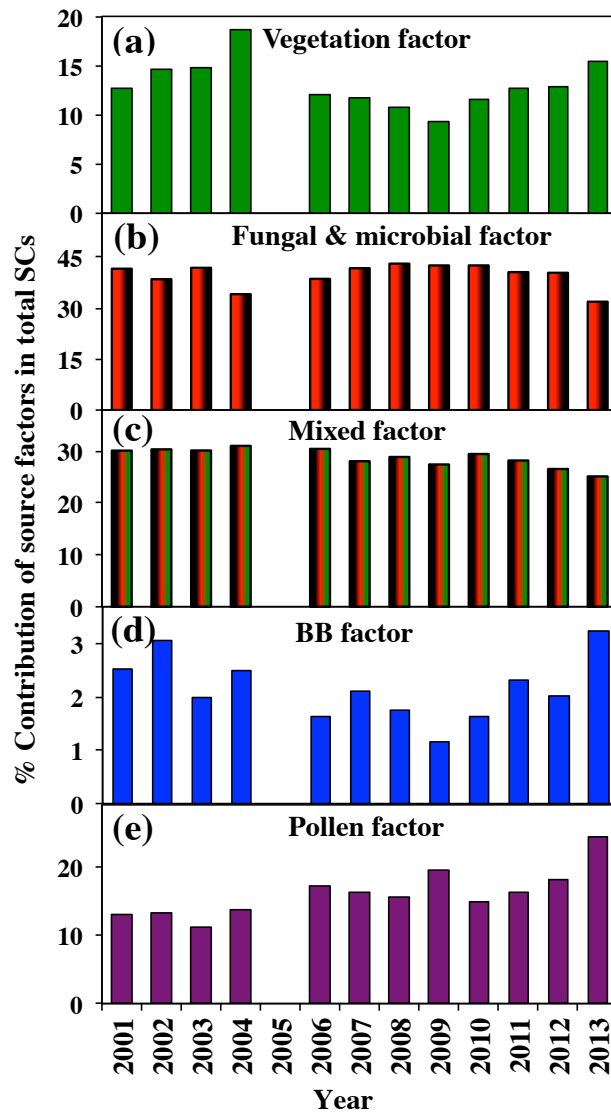 % Contribution of source factors in total SCs
(a) Vegetation factor
20
15
10
5
0
(b) Fungal & microbial factor
45
30
15
0
(c) Mixed factor
30
20
10
0
(d) BB factor
3
2
1
0
(e) Pollen factor
20
10
0
2001 2002 2003 2004 2005 2006 2007 2008 2009 2010 2011 2012 2013
Year